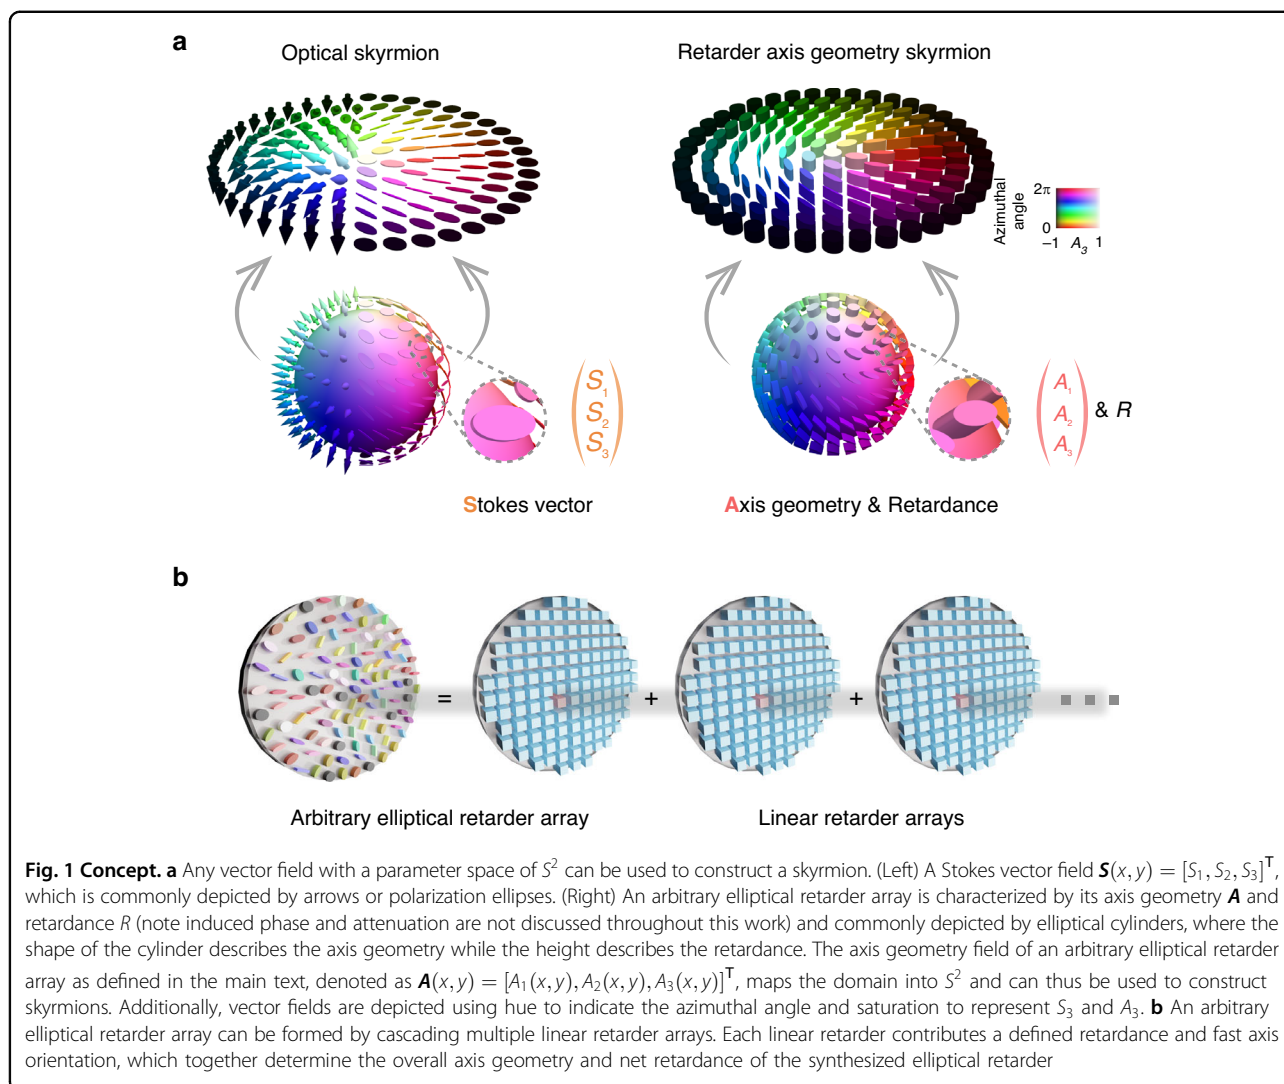 a
Optical skyrmion
Retarder axis geometry skyrmion
Azimuthal
angle
2π
0
−1 A₃ 1
S₁
S₂
S₃
A₁
A₂
A₃
& R
Stokes vector
Axis geometry & Retardance
b
= + +
Arbitrary elliptical retarder array
Linear retarder arrays
Fig. 1 Concept. a Any vector field with a parameter space of S² can be used to construct a skyrmion. (Left) A Stokes vector field S(x, y) = [S₁, S₂, S₃]ᵀ,
which is commonly depicted by arrows or polarization ellipses. (Right) An arbitrary elliptical retarder array is characterized by its axis geometry A and
retardance R (note induced phase and attenuation are not discussed throughout this work) and commonly depicted by elliptical cylinders, where the
shape of the cylinder describes the axis geometry while the height describes the retardance. The axis geometry field of an arbitrary elliptical retarder
array as defined in the main text, denoted as A(x, y) = [A₁(x, y), A₂(x, y), A₃(x, y)]ᵀ, maps the domain into S² and can thus be used to construct
skyrmions. Additionally, vector fields are depicted using hue to indicate the azimuthal angle and saturation to represent S₃ and A₃. b An arbitrary
elliptical retarder array can be formed by cascading multiple linear retarder arrays. Each linear retarder contributes a defined retardance and fast axis
orientation, which together determine the overall axis geometry and net retardance of the synthesized elliptical retarder